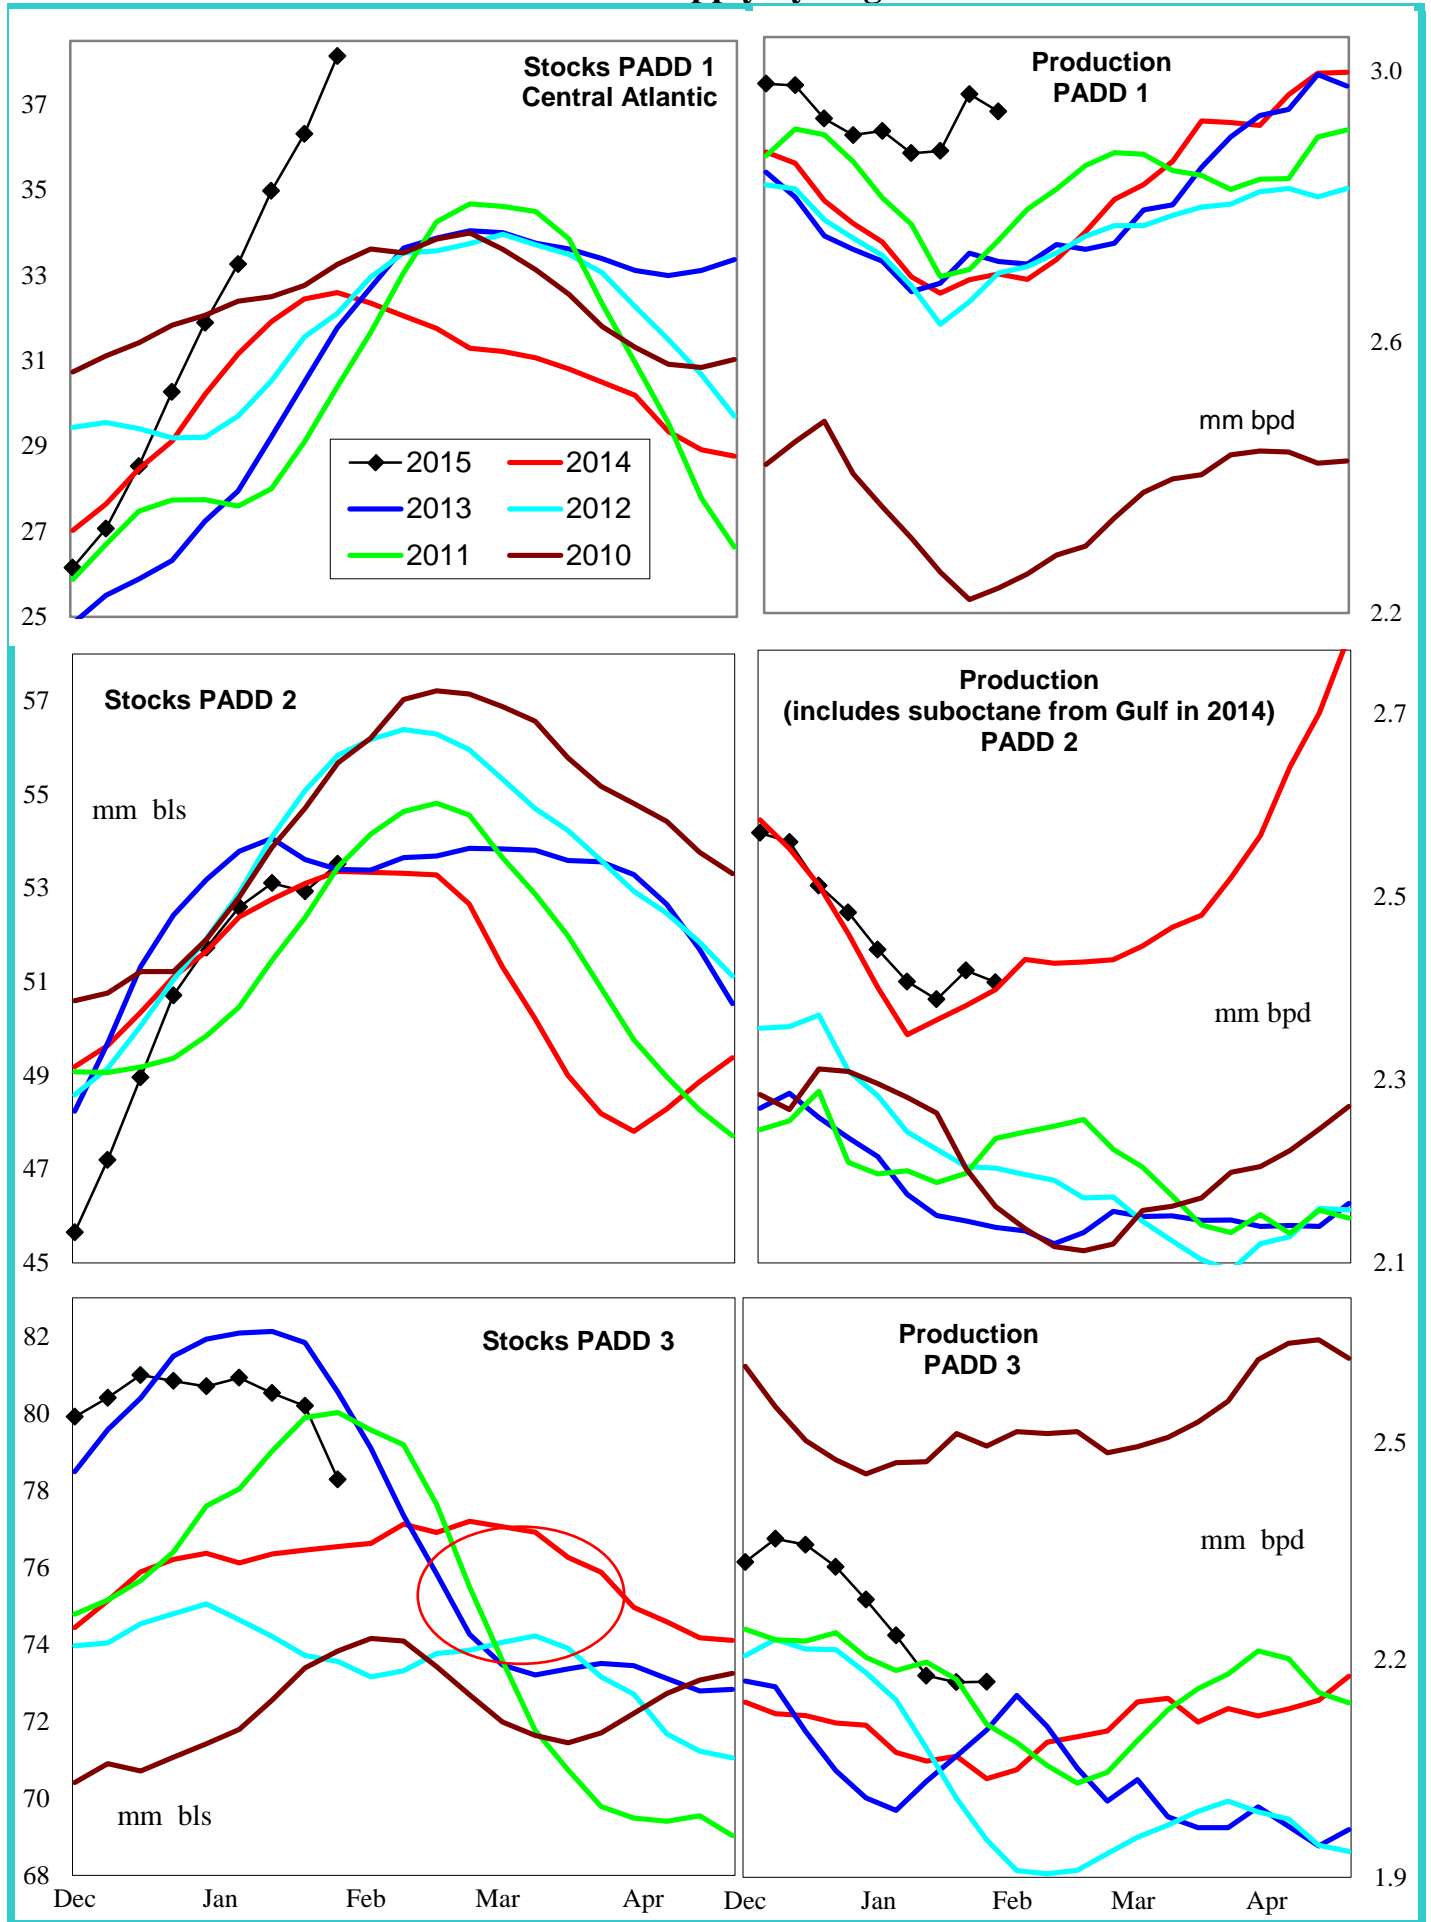 Stocks PADD 1
Central Atlantic
37
35
33
31
29
27
25
2015
2014
2013
2012
2011
2010
Production
PADD 1
mm bpd
3.0
2.6
2.2
Stocks PADD 2
mm bls
57
55
53
51
49
47
45
Production
(includes suboctane from Gulf in 2014)
PADD 2
mm bpd
2.7
2.5
2.3
2.1
Stocks PADD 3
mm bls
82
80
78
76
74
72
70
68
Dec Jan Feb Mar Apr
Production
PADD 3
mm bpd
2.5
2.2
1.9
Dec Jan Feb Mar Apr